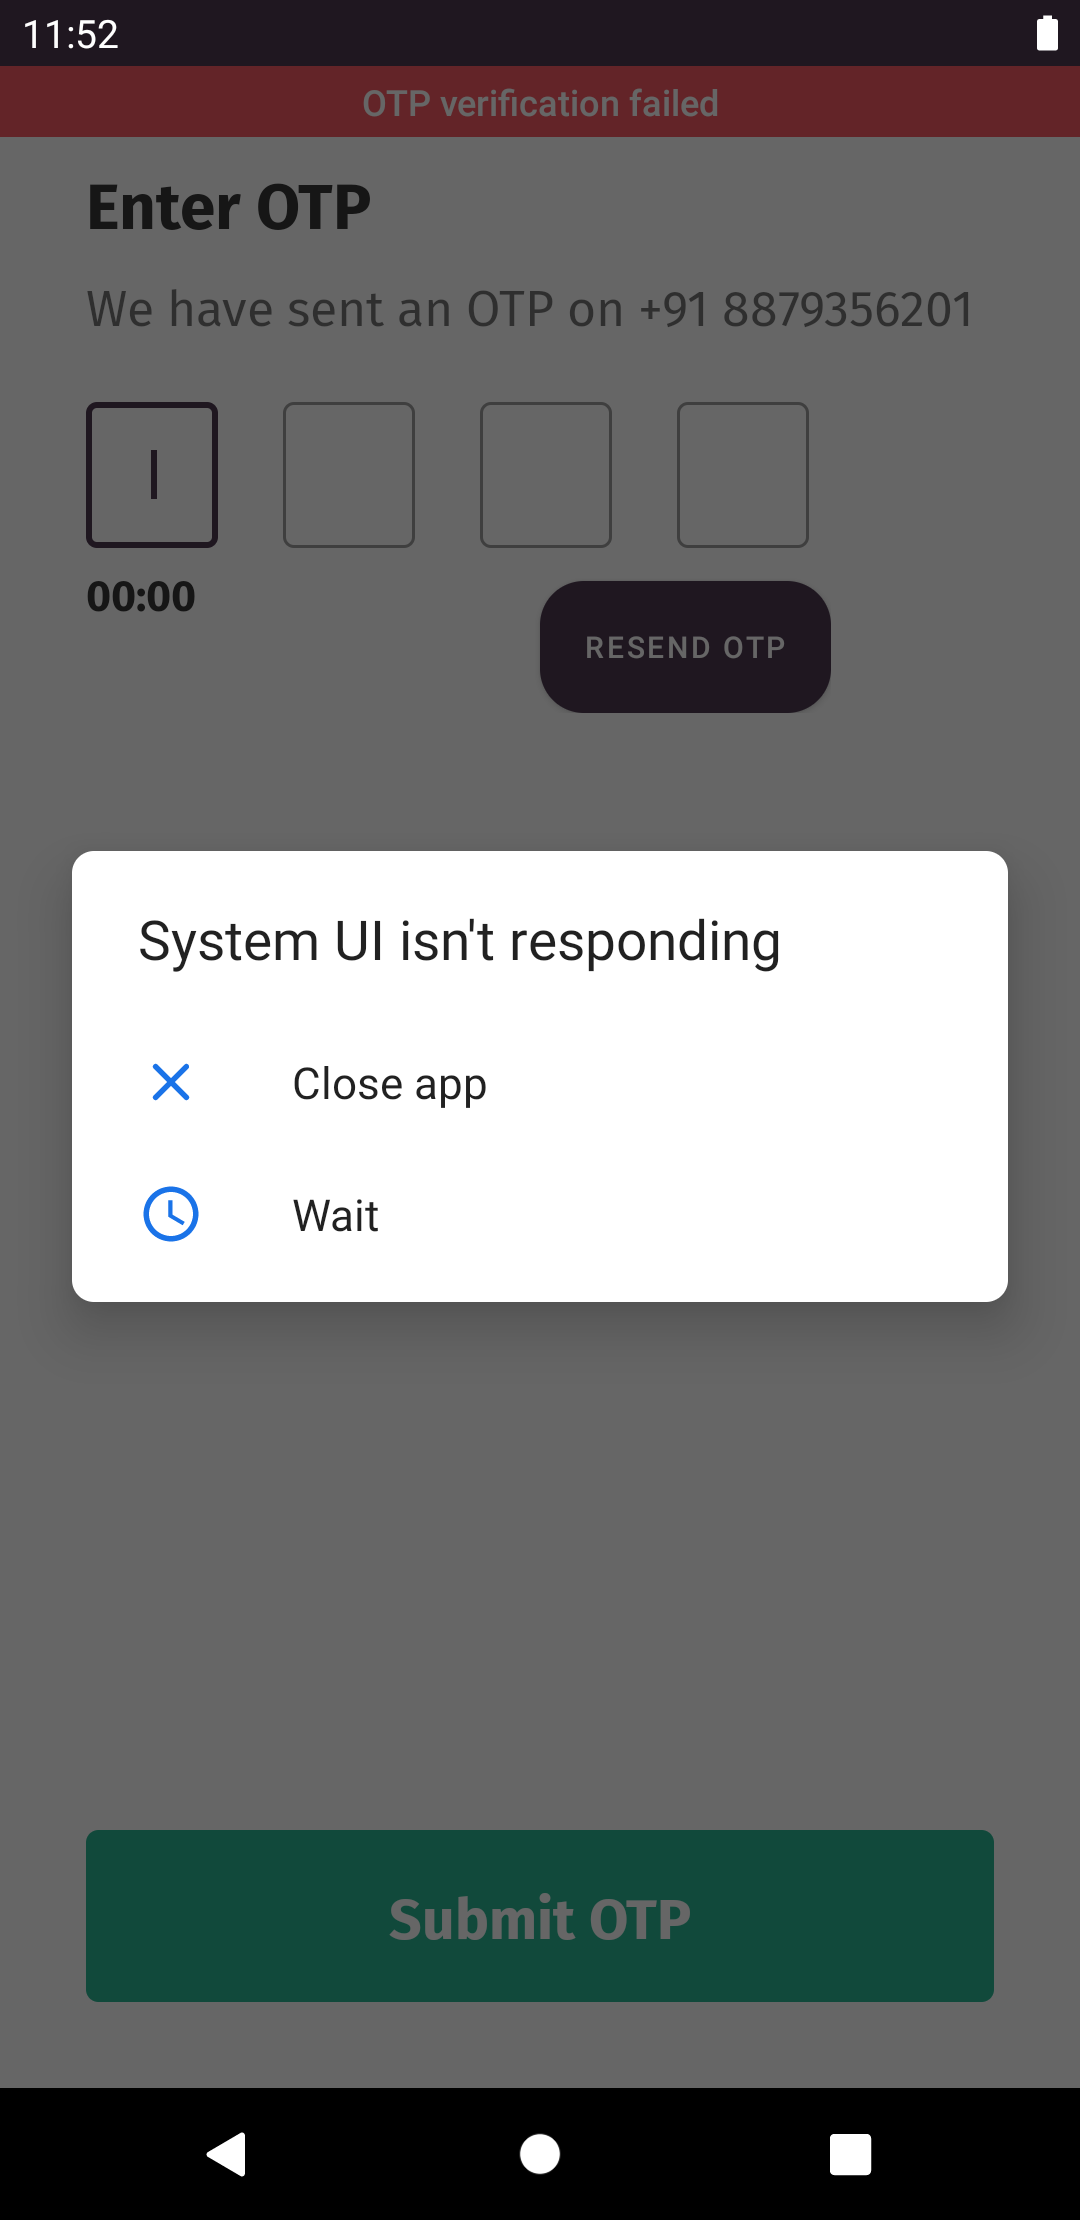 11:52
OTP verification failed
Enter OTP
We have sent an OTP on +91 8879356201
00:00
RESEND OTP
System UI isn't responding
Close app
Wait
Submit OTP